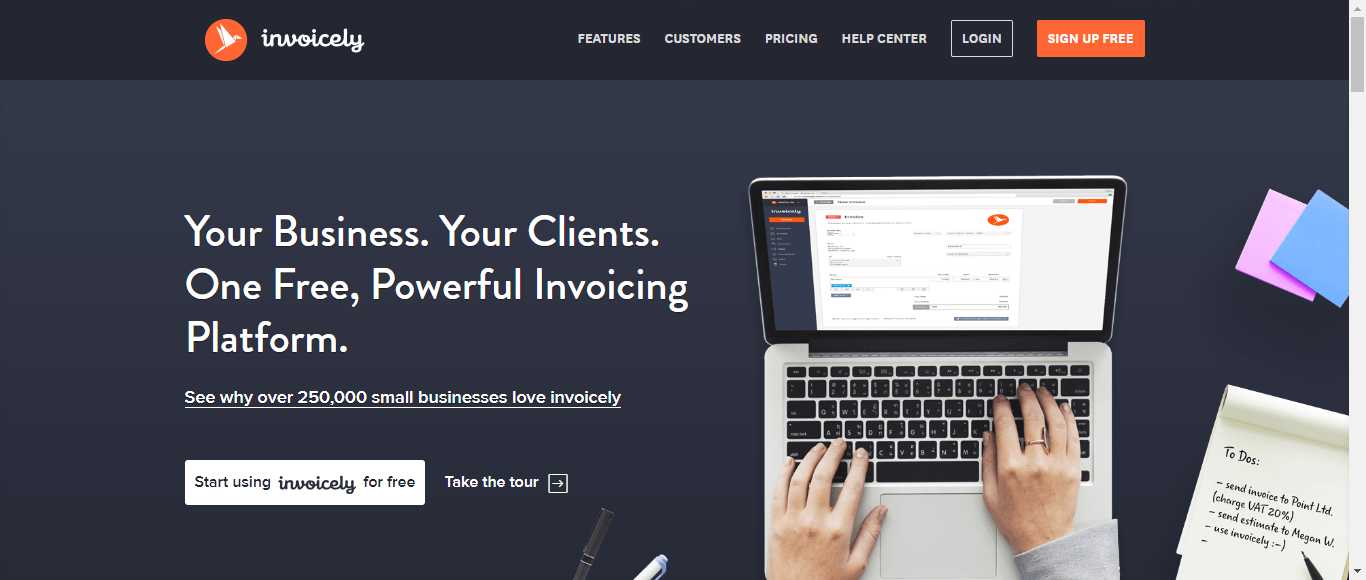 invoicely
FEATURES
CUSTOMERS
PRICING
HELP CENTER
LOGIN
SIGN UP FREE
Your Business. Your Clients.
One Free, Powerful Invoicing
Platform.
See why over 250,000 small businesses love invoicely
Start using invoicely for free
Take the tour
invoicely
Invoice
To Dos:
- send invoice to Point Ltd.
(charge VAT 20%)
- send estimate to Megan W.
- use invoicely :-)
-